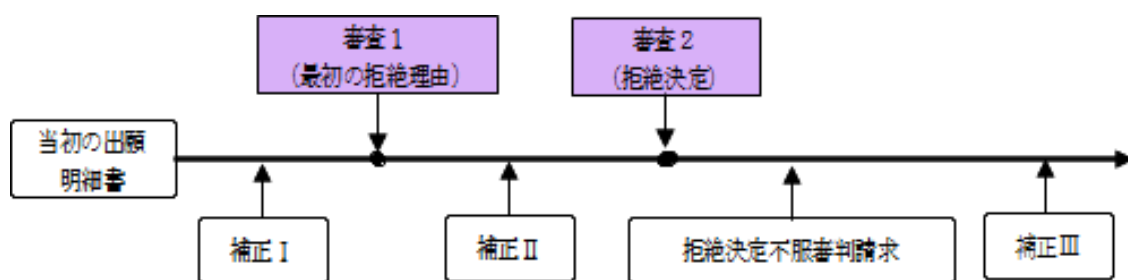 審査1
(最初の拒絶理由)
審査2
(拒絶決定)
当初の出願
明細書
補正Ⅰ
補正Ⅱ
拒絶決定不服審判請求
補正Ⅲ